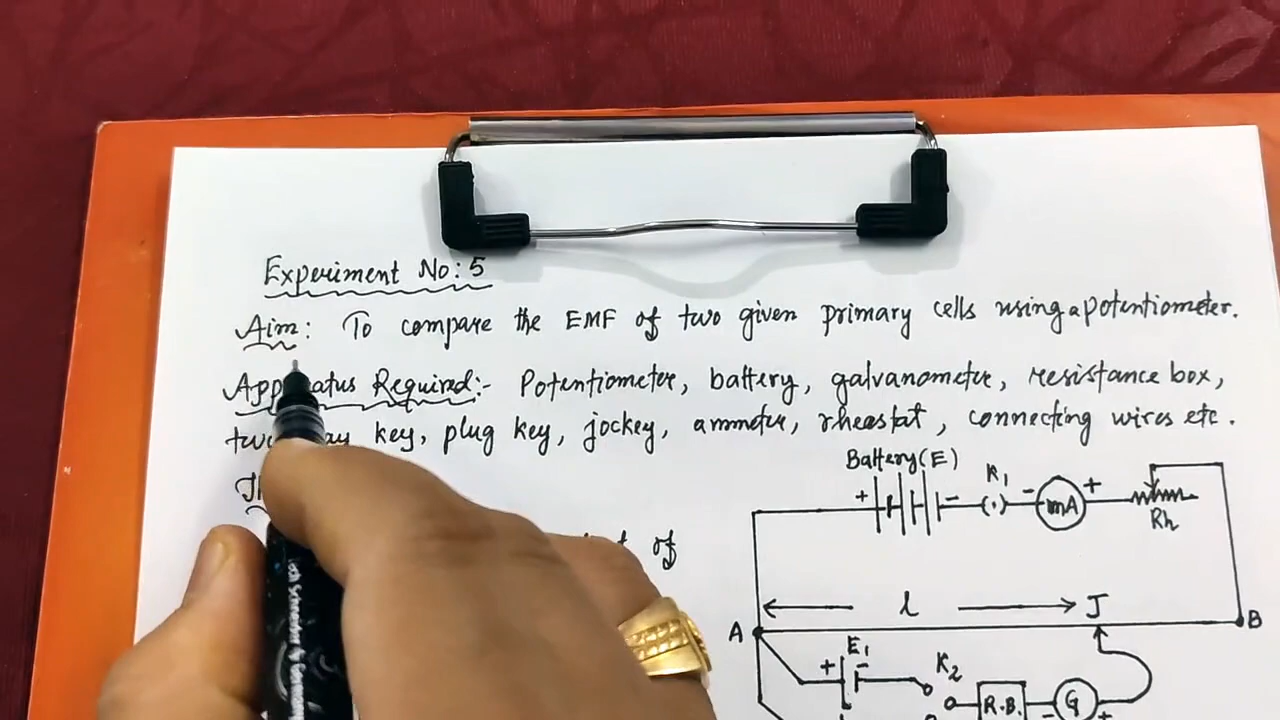 Experiment No: 5
Aim: To compare the EMF of two given primary cells using a potentiometer.
Required:- Potentiometer, battery, galvanometer, resistance box,
key, plug key, jockey, ammeter, rheostat, connecting wires etc.
Battery (E)
+ - K1 - mA +
Rh
of
l
J
A
B
E1
+ -
K2
R.B.
G
- +